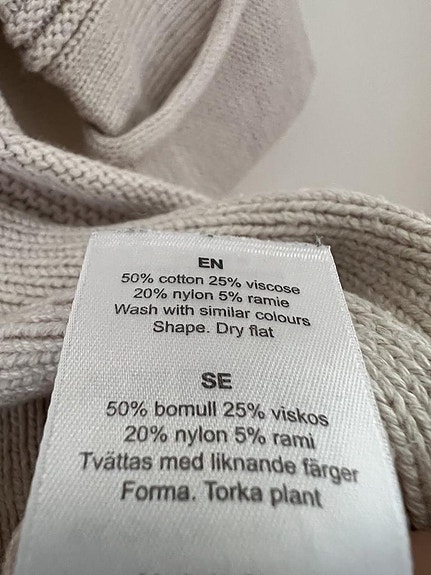 EN
50% cotton 25% viscose
20% nylon 5% ramie
Wash with similar colours
Shape. Dry flat
SE
50% bomull 25% viskos
20% nylon 5% rami
Tvättas med liknande färger
Forma. Torka plant